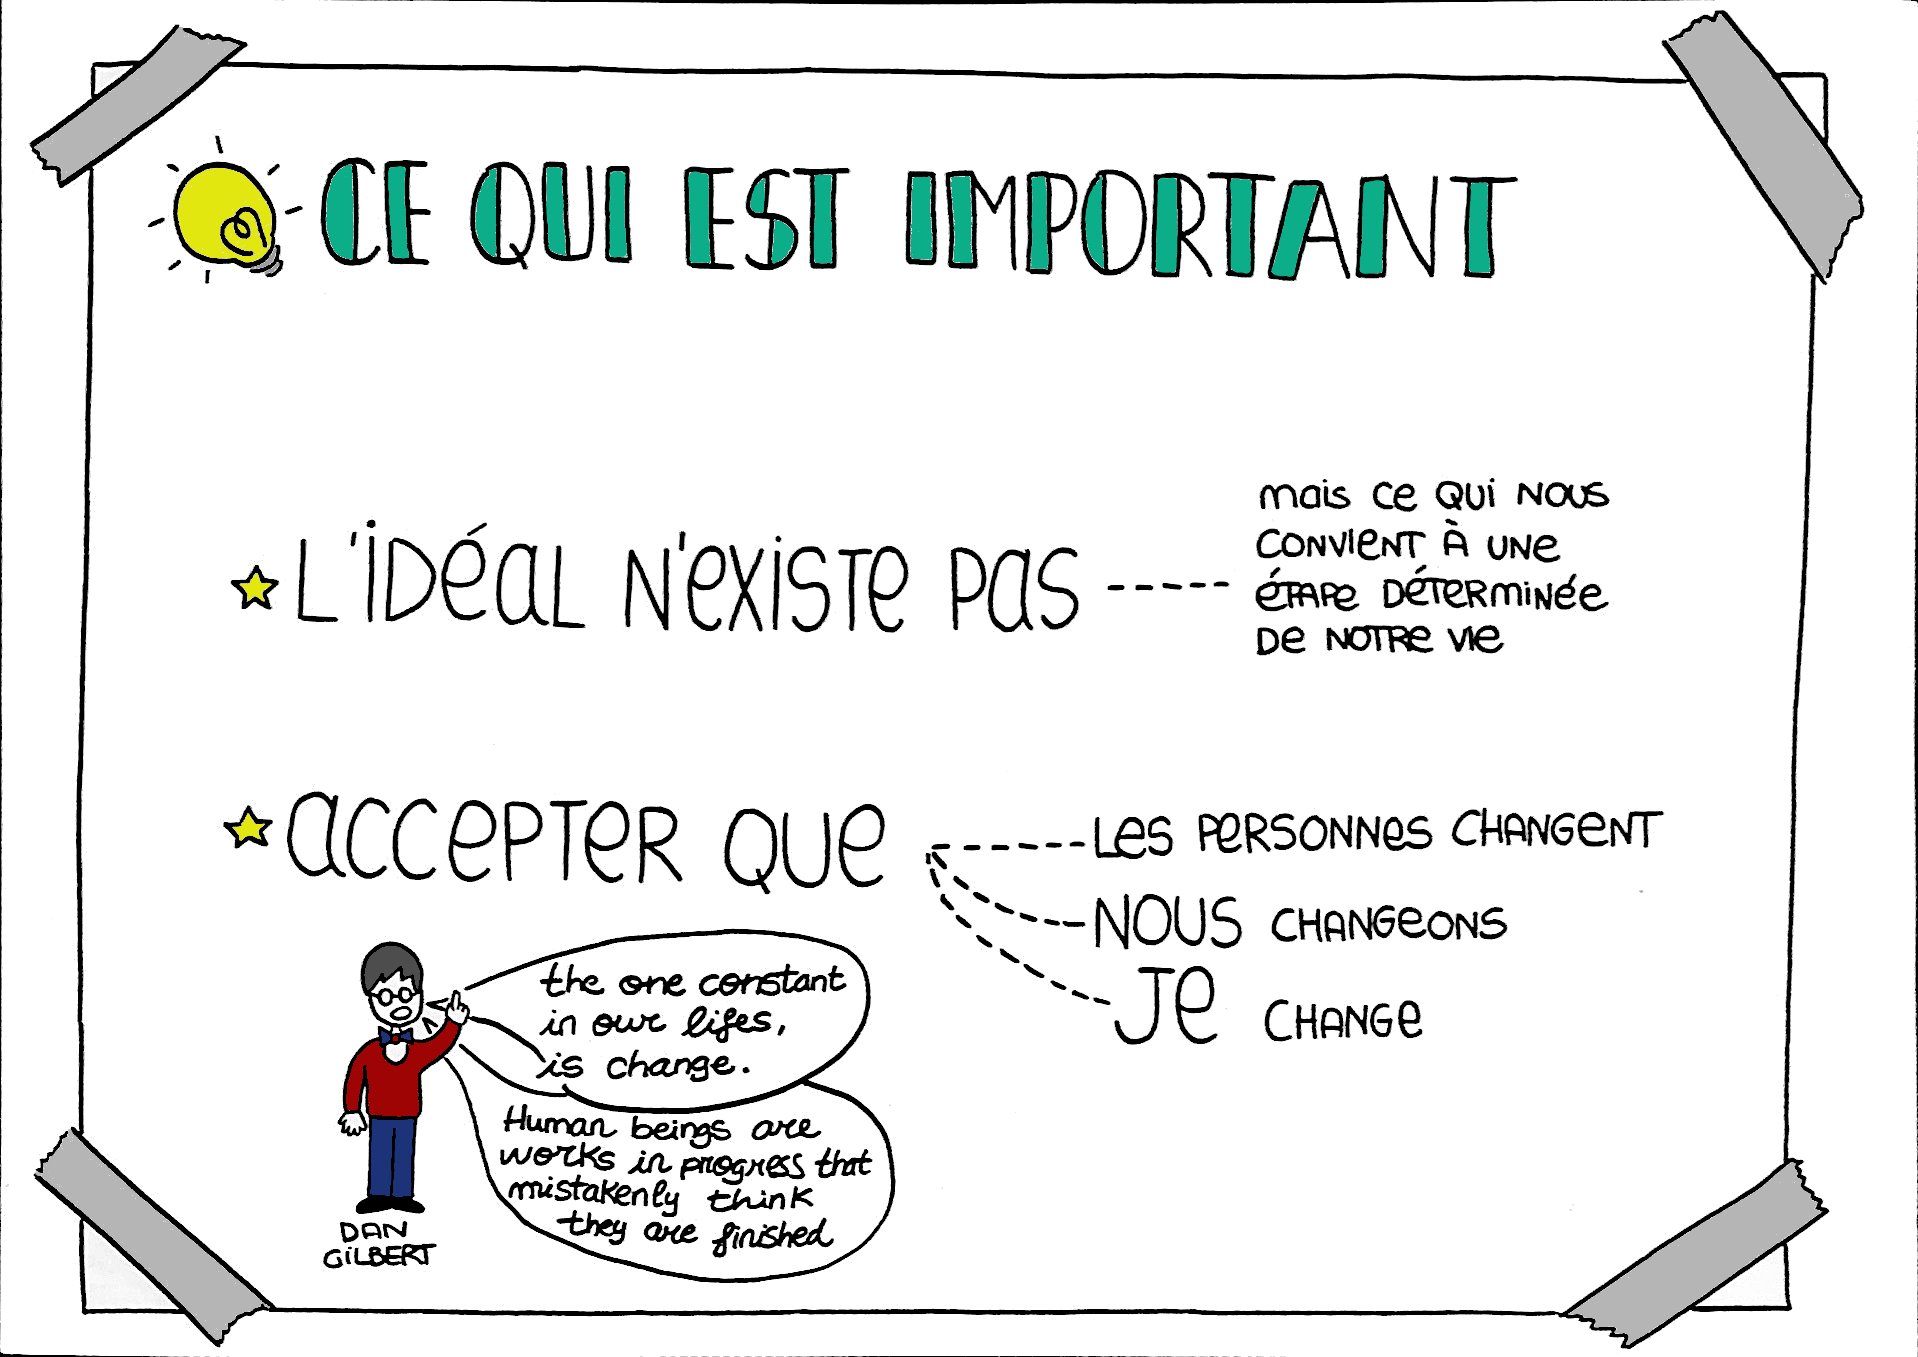 CE QUI EST IMPORTANT
L'IDÉAL N'EXISTE PAS
mais ce qui nous
convient à une
étape déterminée
de notre vie
ACCEPTER QUE
LES PERSONNES CHANGENT
NOUS CHANGEONS
JE CHANGE
the one constant
in our lifes,
is change.
Human beings are
works in progress that
mistakenly think
they are finished
DAN
GILBERT